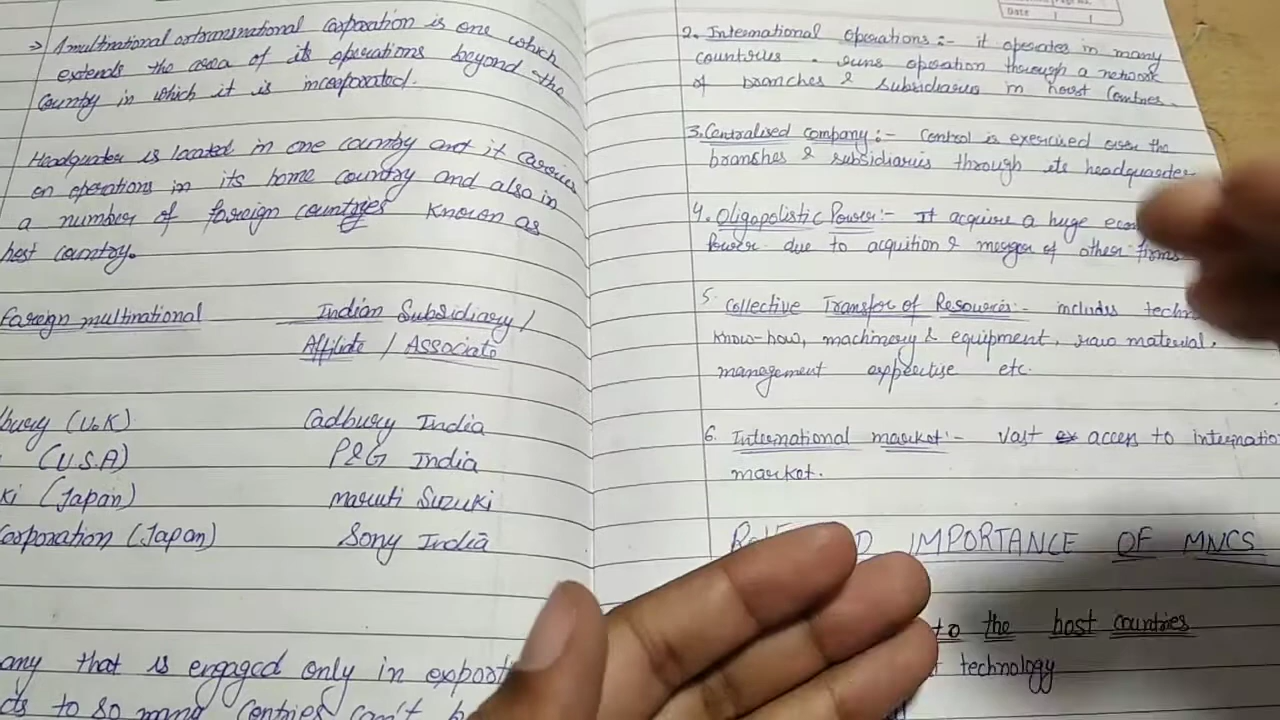 => A multinational or transnational corporation is one which
extends the area of its operations beyond the
country in which it is incorporated.
Headquater is located in one country and it carries
on operations in its home country and also in
a number of foreign countries known as
host country.
Foreign multinational
Indian Subsidiary /
Affiliate / Associate
(U.K) Cadbury India
(U.S.A) P&G India
(Japan) Maruti Suzuki
Corporation (Japan) Sony India
any that is engaged only in
to so many can't
Date
2. International Operations:- it operates in many
countries. runs operation through a network
of branches & subsidiaries in host
3. Centralised company:- Control is exercised over the
branshes & subsidiaries through its headquarter
4. Oligopolistic Power:- It acquire a huge
Power due to acquition & merger of other firms
5. Collective Transfer of Resources:- includes
know-how, machinery & equipment, raw material,
management etc.
6. International market:- Vast access to
market.
IMPORTANCE OF MNCS
to the host countries
technology